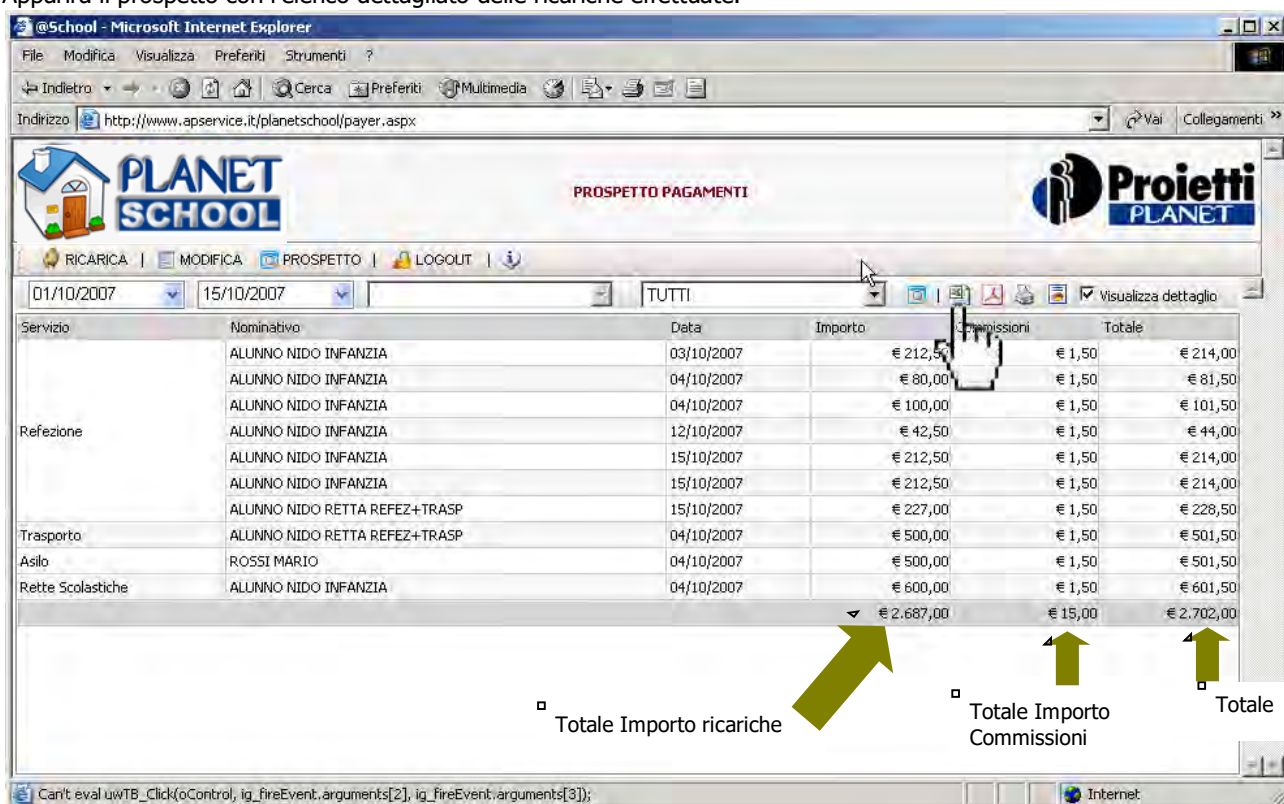 Apparirà il prospetto con l'elenco dettagliato delle ricariche effettuate.
@School - Microsoft Internet Explorer
File Modifica Visualizza Preferiti Strumenti ?
Indietro Cerca Preferiti Multimedia
Indirizzo http://www.apservice.it/planetschool/payer.aspx Vai Collegamenti »
PLANET SCHOOL
PROSPETTO PAGAMENTI
Proietti PLANET
RICARICA | MODIFICA PROSPETTO | LOGOUT |
01/10/2007 15/10/2007 TUTTI Visualizza dettaglio
Servizio Nominativo Data Importo Commissioni Totale
ALUNNO NIDO INFANZIA 03/10/2007 € 212,50 € 1,50 € 214,00
ALUNNO NIDO INFANZIA 04/10/2007 € 80,00 € 1,50 € 81,50
ALUNNO NIDO INFANZIA 04/10/2007 € 100,00 € 1,50 € 101,50
Refezione ALUNNO NIDO INFANZIA 12/10/2007 € 42,50 € 1,50 € 44,00
ALUNNO NIDO INFANZIA 15/10/2007 € 212,50 € 1,50 € 214,00
ALUNNO NIDO INFANZIA 15/10/2007 € 212,50 € 1,50 € 214,00
ALUNNO NIDO RETTA REFEZ+TRASP 15/10/2007 € 227,00 € 1,50 € 228,50
Trasporto ALUNNO NIDO RETTA REFEZ+TRASP 04/10/2007 € 500,00 € 1,50 € 501,50
Asilo ROSSI MARIO 04/10/2007 € 500,00 € 1,50 € 501,50
Rette Scolastiche ALUNNO NIDO INFANZIA 04/10/2007 € 600,00 € 1,50 € 601,50
€ 2.687,00 € 15,00 € 2.702,00
Totale Importo ricariche
Totale Importo
Commissioni
Totale
Can't eval uwTB_Click(oControl, ig_fireEvent.arguments[2], ig_fireEvent.arguments[3]); Internet